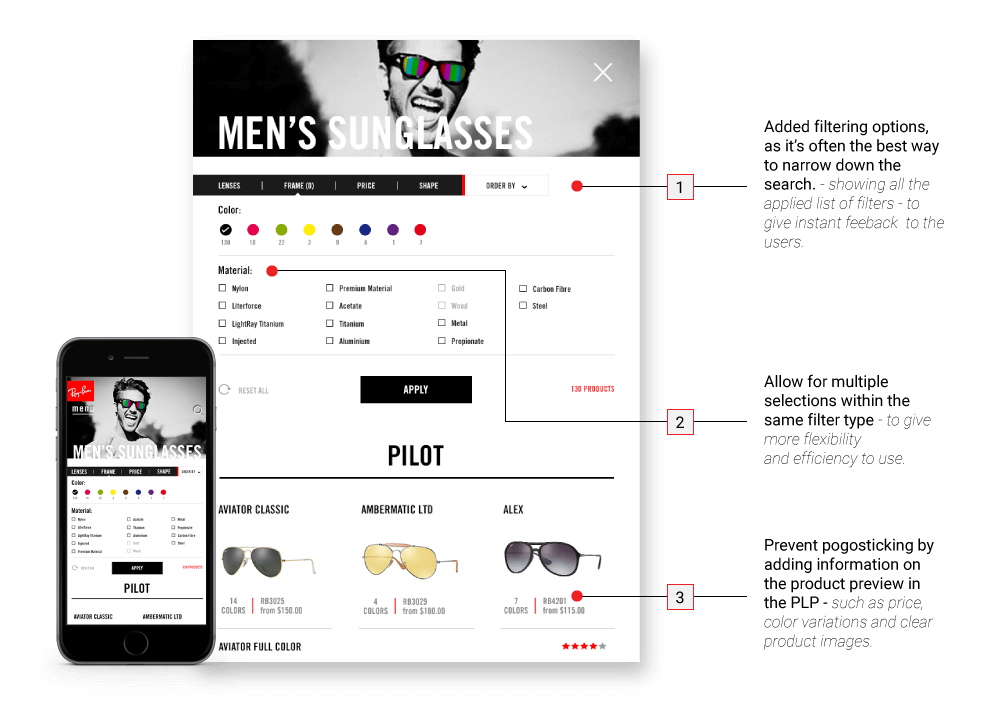 MEN'S SUNGLASSES
LENSES | FRAME (0) | PRICE | SHAPE ORDER BY
Color:
130 10 22 3 9 8 1 7
Material:
Nylon Premium Material Gold Carbon Fibre
Literforce Acetate Wood Steel
LightRay Titanium Titanium Metal
Injected Aluminium Propionate
RESET ALL APPLY 130 PRODUCTS
PILOT
AVIATOR CLASSIC AMBERMATIC LTD ALEX
14 COLORS RB3025 from $150.00
4 COLORS RB3029 from $180.00
7 COLORS RB4201 from $115.00
AVIATOR FULL COLOR
1
Added filtering options,
as it's often the best way
to narrow down the
search. - showing all the
applied list of filters - to
give instant feeback to the
users.
2
Allow for multiple
selections within the
same filter type - to give
more flexibility
and efficiency to use.
3
Prevent pogosticking by
adding information on
the product preview in
the PLP - such as price,
color variations and clear
product images.
Ray-Ban
menu
MEN'S SUNGLASSES
LENSES | FRAME | PRICE | SHAPE ORDER BY
Color:
Material:
Nylon Acetate Metal
Literforce Titanium Propionate
LightRay Titanium Aluminium Carbon Fibre
Injected Gold Steel
Premium Material Wood
APPLY
PILOT
AVIATOR CLASSIC AMBERMATIC LTD